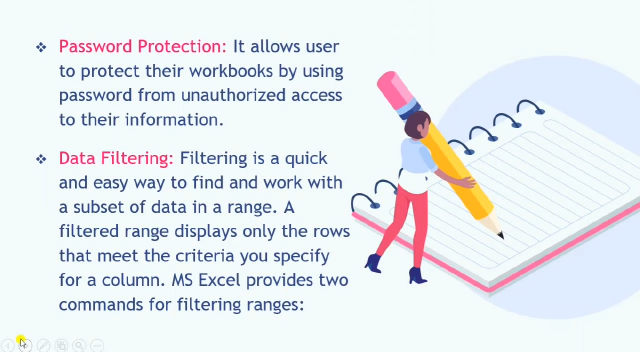 ❖ Password Protection: It allows user
to protect their workbooks by using
password from unauthorized access
to their information.
❖ Data Filtering: Filtering is a quick
and easy way to find and work with
a subset of data in a range. A
filtered range displays only the rows
that meet the criteria you specify
for a column. MS Excel provides two
commands for filtering ranges: